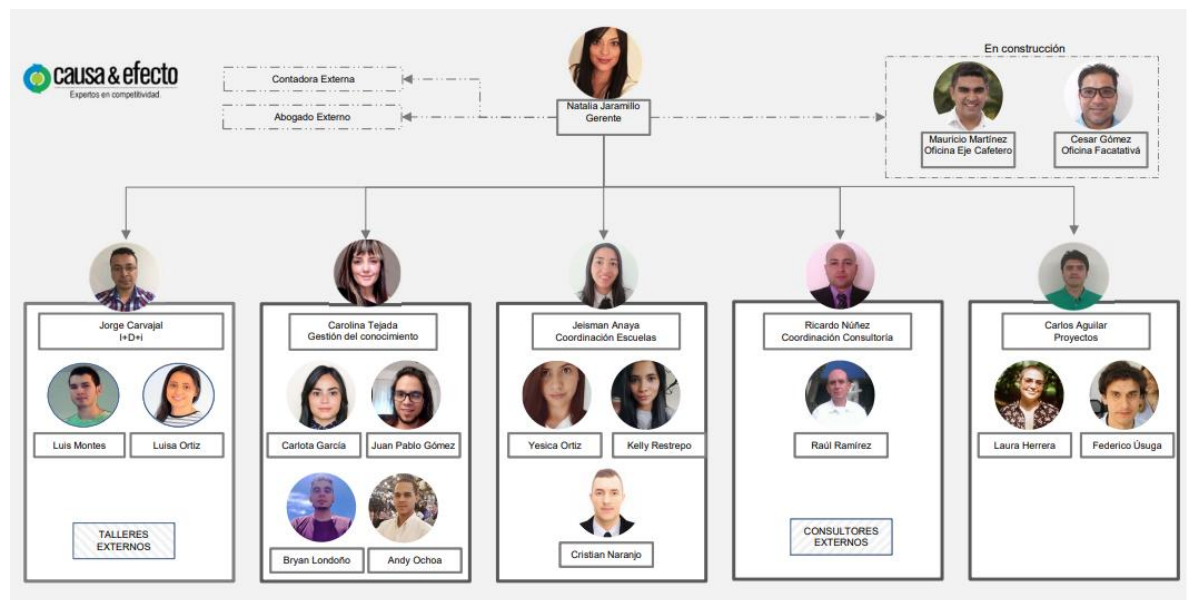 causa & efecto
Expertos en competitividad.
Contadora Externa
Abogado Externo
Natalia Jaramillo
Gerente
En construcción
Mauricio Martínez
Oficina Eje Cafetero
Cesar Gómez
Oficina Facatativá
Jorge Carvajal
I+D+i
Luis Montes
Luisa Ortiz
TALLERES
EXTERNOS
Carolina Tejada
Gestión del conocimiento
Carlota García
Juan Pablo Gómez
Bryan Londoño
Andy Ochoa
Jeisman Anaya
Coordinación Escuelas
Yesica Ortiz
Kelly Restrepo
Cristian Naranjo
Ricardo Núñez
Coordinación Consultoría
Raúl Ramírez
CONSULTORES
EXTERNOS
Carlos Aguilar
Proyectos
Laura Herrera
Federico Úsuga